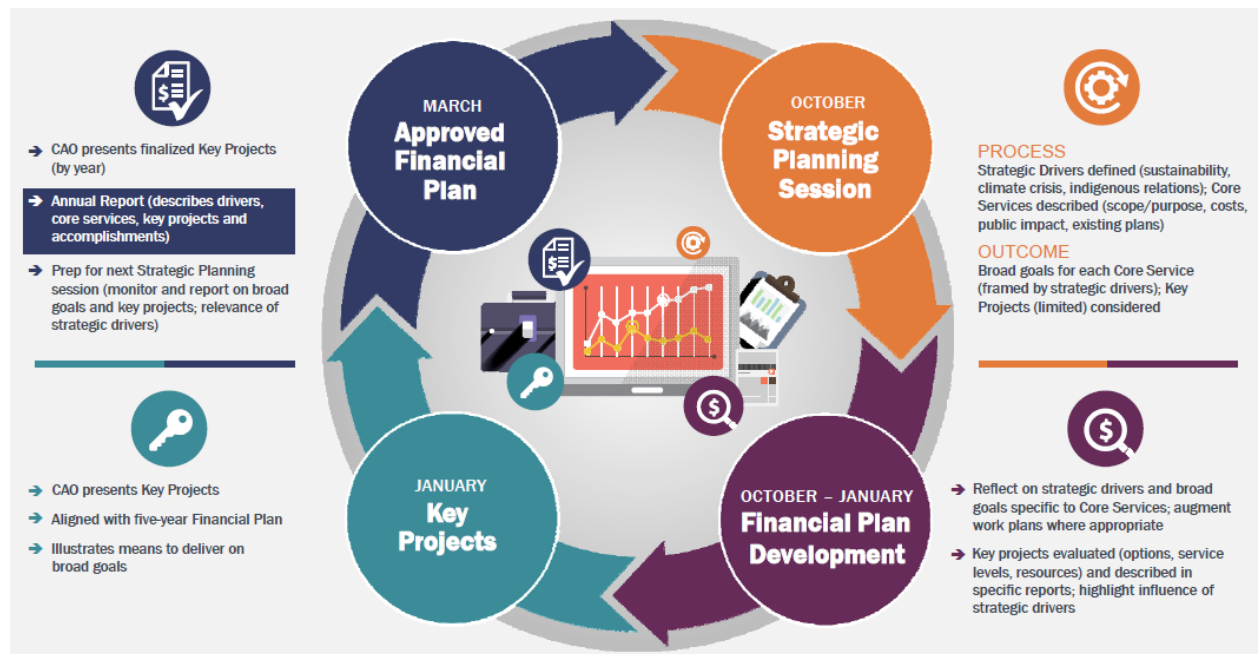 MARCH
Approved
Financial
Plan
➔ CAO presents finalized Key Projects
(by year)
➔ Annual Report (describes drivers,
core services, key projects and
accomplishments)
➔ Prep for next Strategic Planning
session (monitor and report on broad
goals and key projects; relevance of
strategic drivers)
OCTOBER
Strategic
Planning
Session
PROCESS
Strategic Drivers defined (sustainability,
climate crisis, indigenous relations); Core
Services described (scope/purpose, costs,
public impact, existing plans)
OUTCOME
Broad goals for each Core Service
(framed by strategic drivers); Key
Projects (limited) considered
OCTOBER – JANUARY
Financial Plan
Development
➔ Reflect on strategic drivers and broad
goals specific to Core Services; augment
work plans where appropriate
➔ Key projects evaluated (options, service
levels, resources) and described in
specific reports; highlight influence of
strategic drivers
JANUARY
Key
Projects
➔ CAO presents Key Projects
➔ Aligned with five-year Financial Plan
➔ Illustrates means to deliver on
broad goals
$
$
$
$